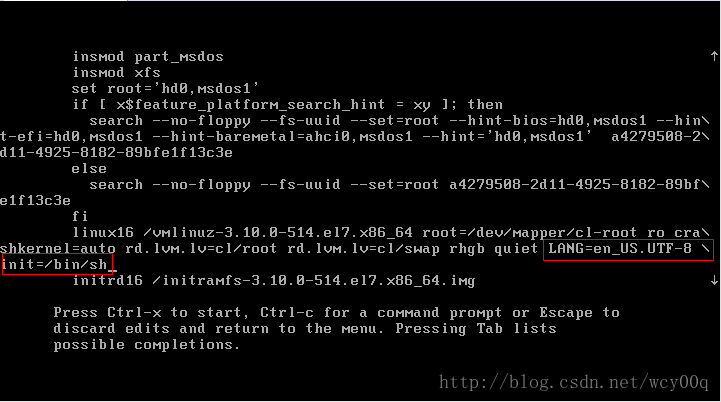 insmod part_msdos
insmod xfs
set root='hd0,msdos1'
if [ x$feature_platform_search_hint = xy ]; then
search --no-floppy --fs-uuid --set=root --hint-bios=hd0,msdos1 --hin\
t-efi=hd0,msdos1 --hint-baremetal=ahci0,msdos1 --hint='hd0,msdos1' a4279508-2\
d11-4925-8182-89bfe1f13c3e
else
search --no-floppy --fs-uuid --set=root a4279508-2d11-4925-8182-89bf\
e1f13c3e
fi
linux16 /vmlinuz-3.10.0-514.el7.x86_64 root=/dev/mapper/cl-root ro cra\
shkernel=auto rd.lvm.lv=cl/root rd.lvm.lv=cl/swap rhgb quiet LANG=en_US.UTF-8 \
init=/bin/sh_
initrd16 /initramfs-3.10.0-514.el7.x86_64.img
Press Ctrl-x to start, Ctrl-c for a command prompt or Escape to
discard edits and return to the menu. Pressing Tab lists
possible completions.
http://blog.csdn.net/wcy00q